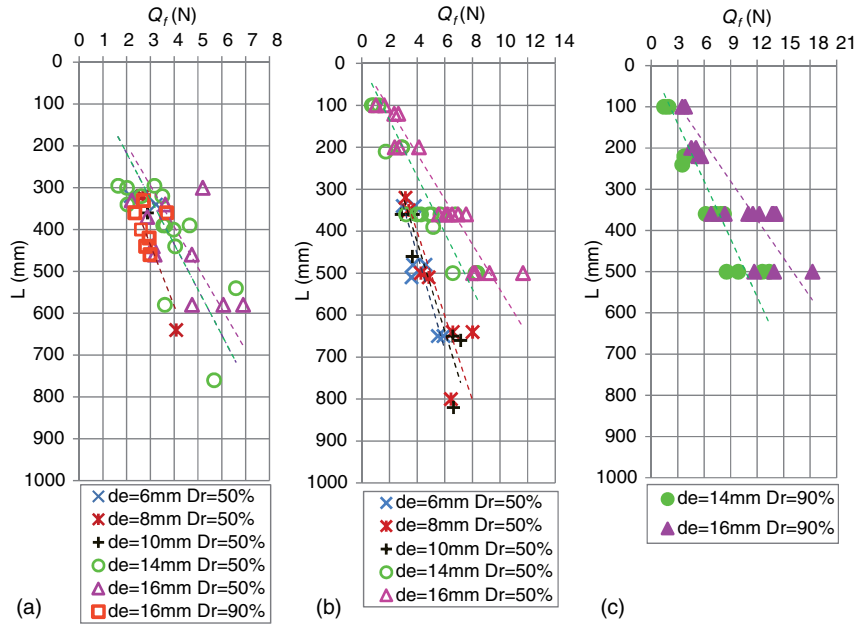 Qf (N)
0 1 2 3 4 5 6 7 8
0
100
200
300
400
500
600
700
800
900
1000
L (mm)
de=6mm Dr=50%
de=8mm Dr=50%
de=10mm Dr=50%
de=14mm Dr=50%
de=16mm Dr=50%
de=16mm Dr=90%
(a)
Qf (N)
0 2 4 6 8 10 12 14
0
100
200
300
400
500
600
700
800
900
1000
L (mm)
de=6mm Dr=50%
de=8mm Dr=50%
de=10mm Dr=50%
de=14mm Dr=50%
de=16mm Dr=50%
(b)
Qf (N)
0 3 6 9 12 15 18 21
0
100
200
300
400
500
600
700
800
900
1000
L (mm)
de=14mm Dr=90%
de=16mm Dr=90%
(c)